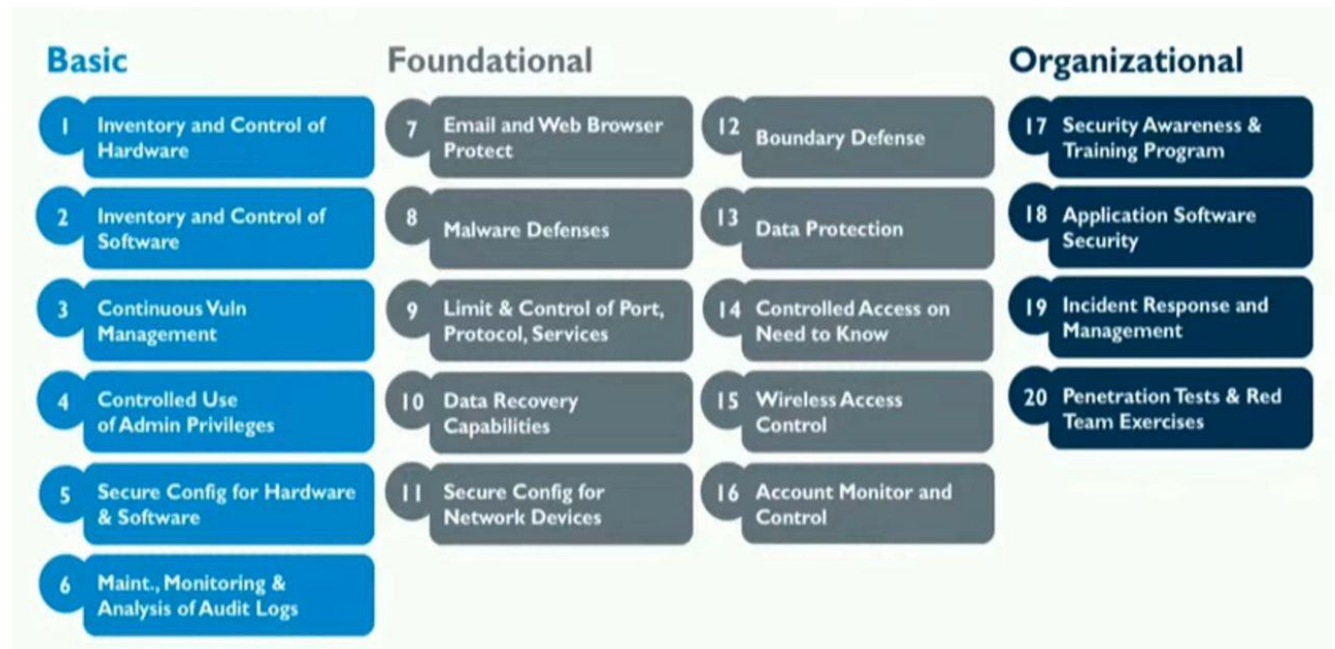 Basic
1
Inventory and Control of
Hardware
2
Inventory and Control of
Software
3
Continuous Vuln
Management
4
Controlled Use
of Admin Privileges
5
Secure Config for Hardware
& Software
6
Maint., Monitoring &
Analysis of Audit Logs
Foundational
7
Email and Web Browser
Protect
8
Malware Defenses
9
Limit & Control of Port,
Protocol, Services
10
Data Recovery
Capabilities
11
Secure Config for
Network Devices
12
Boundary Defense
13
Data Protection
14
Controlled Access on
Need to Know
15
Wireless Access
Control
16
Account Monitor and
Control
Organizational
17
Security Awareness &
Training Program
18
Application Software
Security
19
Incident Response and
Management
20
Penetration Tests & Red
Team Exercises